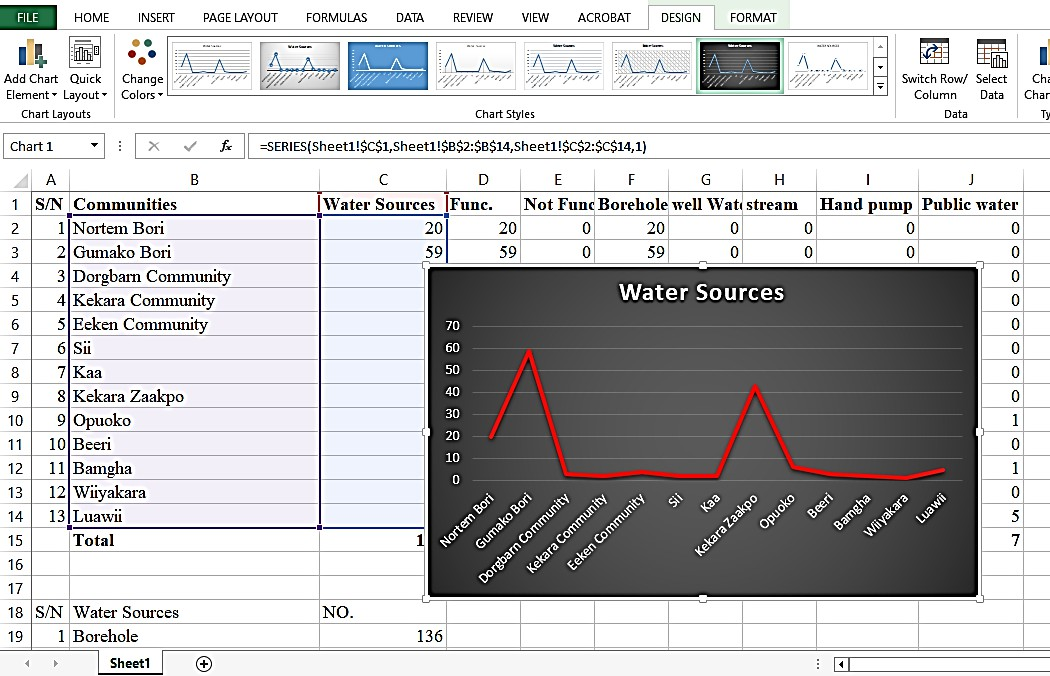 FILE HOME INSERT PAGE LAYOUT FORMULAS DATA REVIEW VIEW ACROBAT DESIGN FORMAT
Add Chart Element
Quick Layout
Change Colors
Switch Row/ Column
Select Data
Cha
Char
Chart Layouts Chart Styles Data Ty
Chart 1 fx =SERIES(Sheet1!$C$1,Sheet1!$B$2:$B$14,Sheet1!$C$2:$C$14,1)
A B C D E F G H I J
1 S/N Communities Water Sources Func. Not Func Borehole well Wate stream Hand pump Public water
2 1 Nortem Bori 20 20 0 20 0 0 0 0
3 2 Gumako Bori 59 59 0 59 0 0 0 0
4 3 Dorgbarn Community 0
5 4 Kekara Community 0
6 5 Eeken Community 0
7 6 Sii 0
8 7 Kaa 0
9 8 Kekara Zaakpo 0
10 9 Opuoko 1
11 10 Beeri 0
12 11 Bamgha 1
13 12 Wiiyakara 0
14 13 Luawii 5
15 Total 1 7
16
17
18 S/N Water Sources NO.
19 1 Borehole 136
Water Sources
70
60
50
40
30
20
10
0
Nortem Bori
Gumako Bori
Dorgbarn Community
Kekara Community
Eeken Community
Sii
Kaa
Kekara Zaakpo
Opuoko
Beeri
Bamgha
Wiiyakara
Luawii
Sheet1